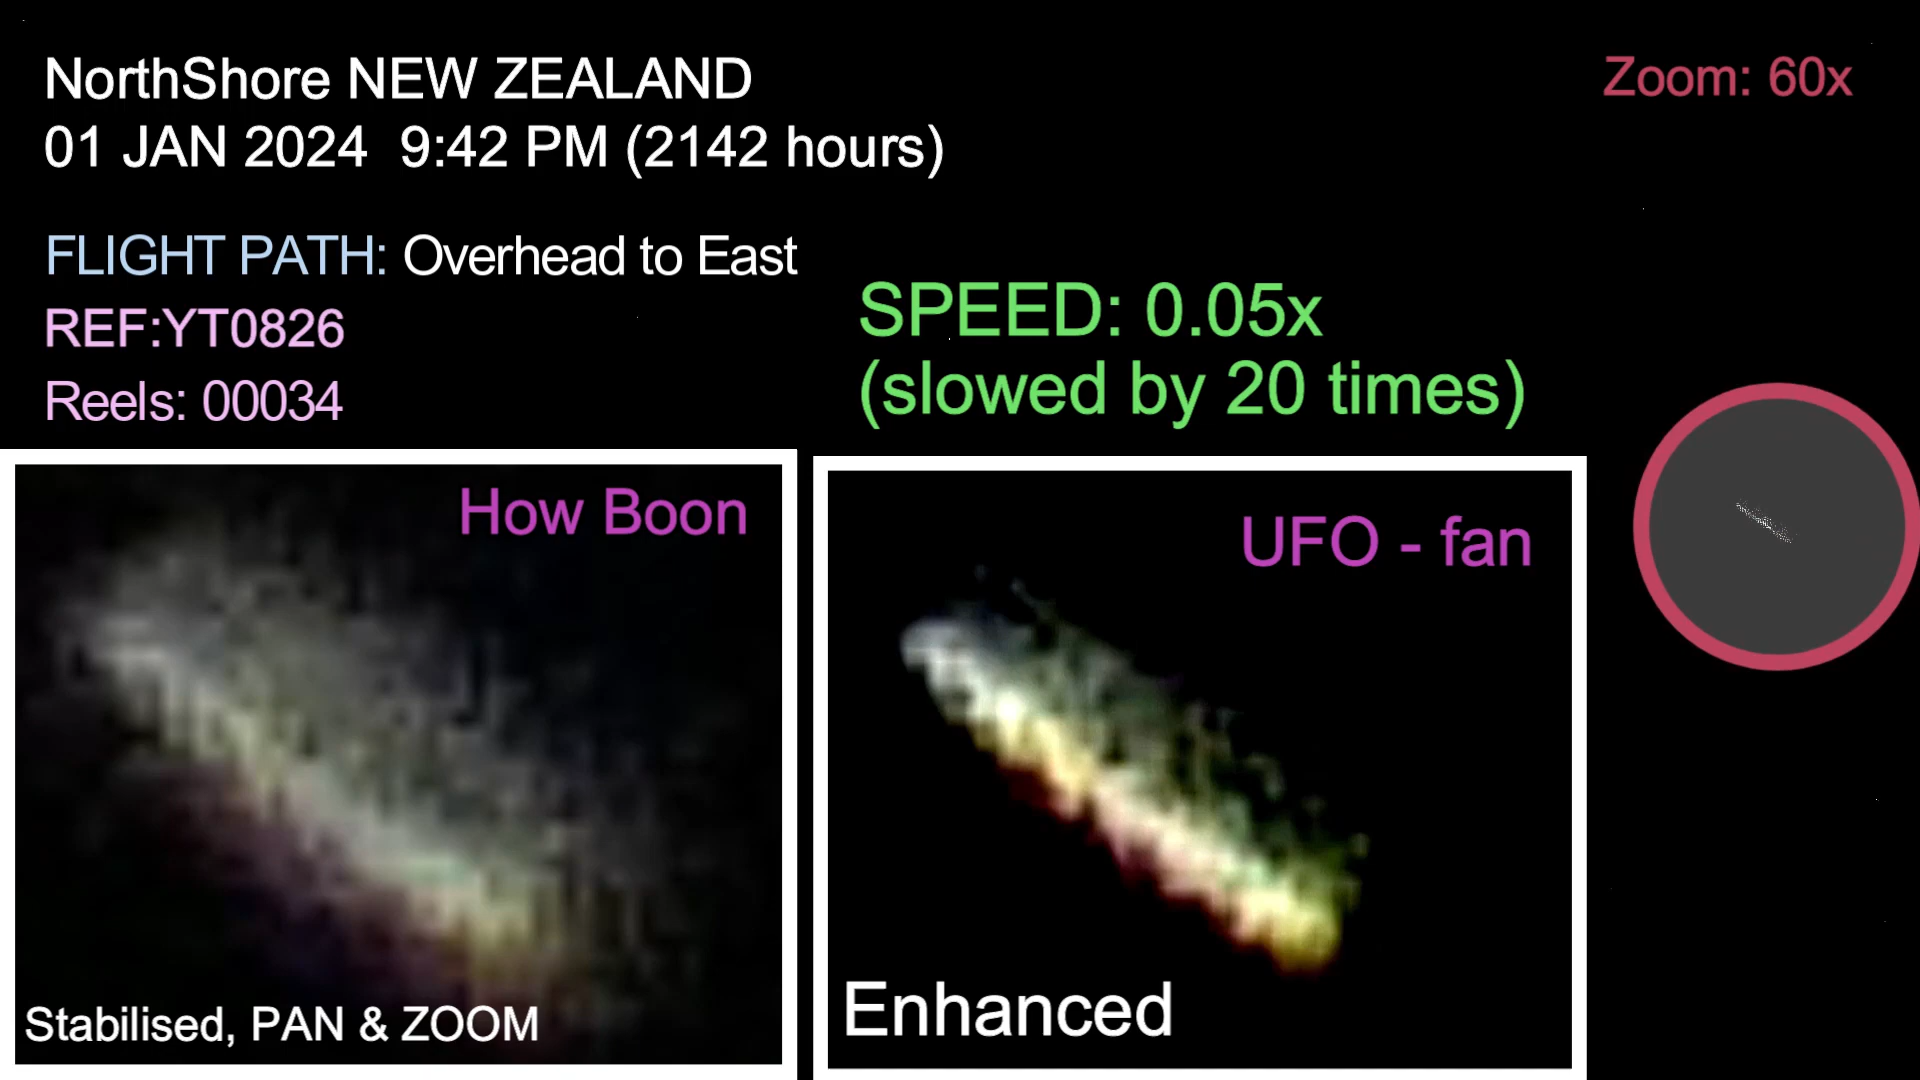 NorthShore NEW ZEALAND
01 JAN 2024  9:42 PM (2142 hours)
Zoom: 60x
FLIGHT PATH: Overhead to East
REF:YT0826
Reels: 00034
SPEED: 0.05x
(slowed by 20 times)
How Boon
Stabilised, PAN & ZOOM
UFO - fan
Enhanced